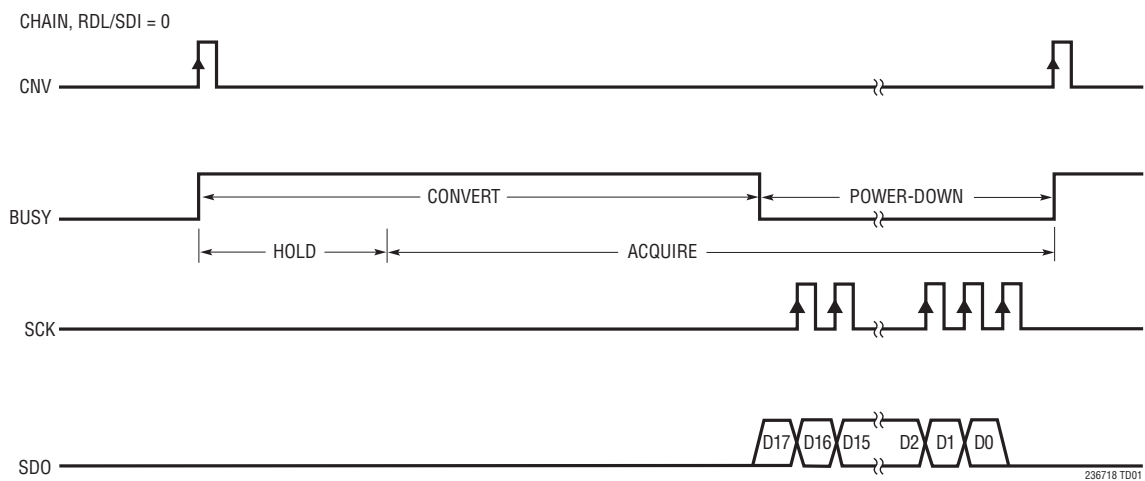 CHAIN, RDL/SDI = 0
CNV
CONVERT
POWER-DOWN
BUSY
HOLD
ACQUIRE
SCK
D17 D16 D15 D2 D1 D0
SDO
236718 TD01